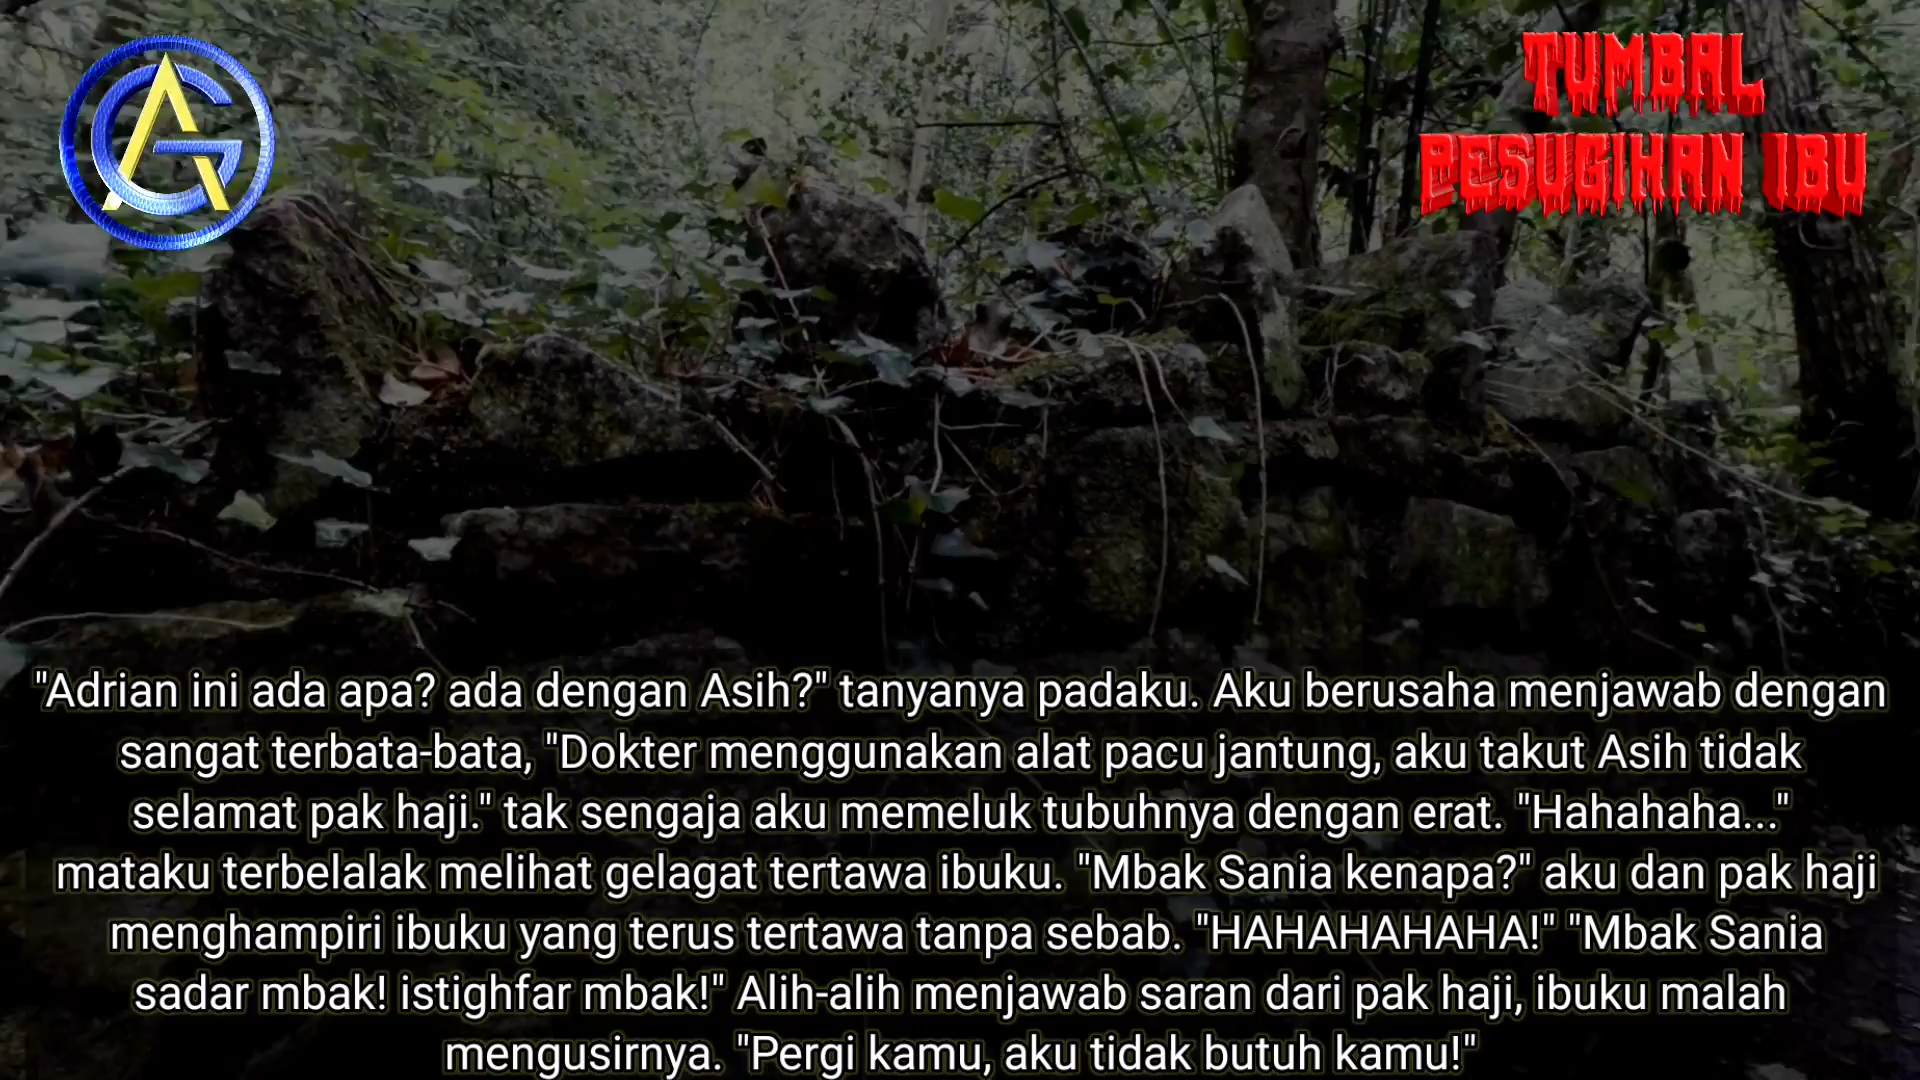 TUMBAL
PESUGIHAN IBU
"Adrian ini ada apa? ada dengan Asih?" tanyanya padaku. Aku berusaha menjawab dengan
sangat terbata-bata, "Dokter menggunakan alat pacu jantung, aku takut Asih tidak
selamat pak haji." tak sengaja aku memeluk tubuhnya dengan erat. "Hahahaha..."
mataku terbelalak melihat gelagat tertawa ibuku. "Mbak Sania kenapa?" aku dan pak haji
menghampiri ibuku yang terus tertawa tanpa sebab. "HAHAHAHAHA!" "Mbak Sania
sadar mbak! istighfar mbak!" Alih-alih menjawab saran dari pak haji, ibuku malah
mengusirnya. "Pergi kamu, aku tidak butuh kamu!"